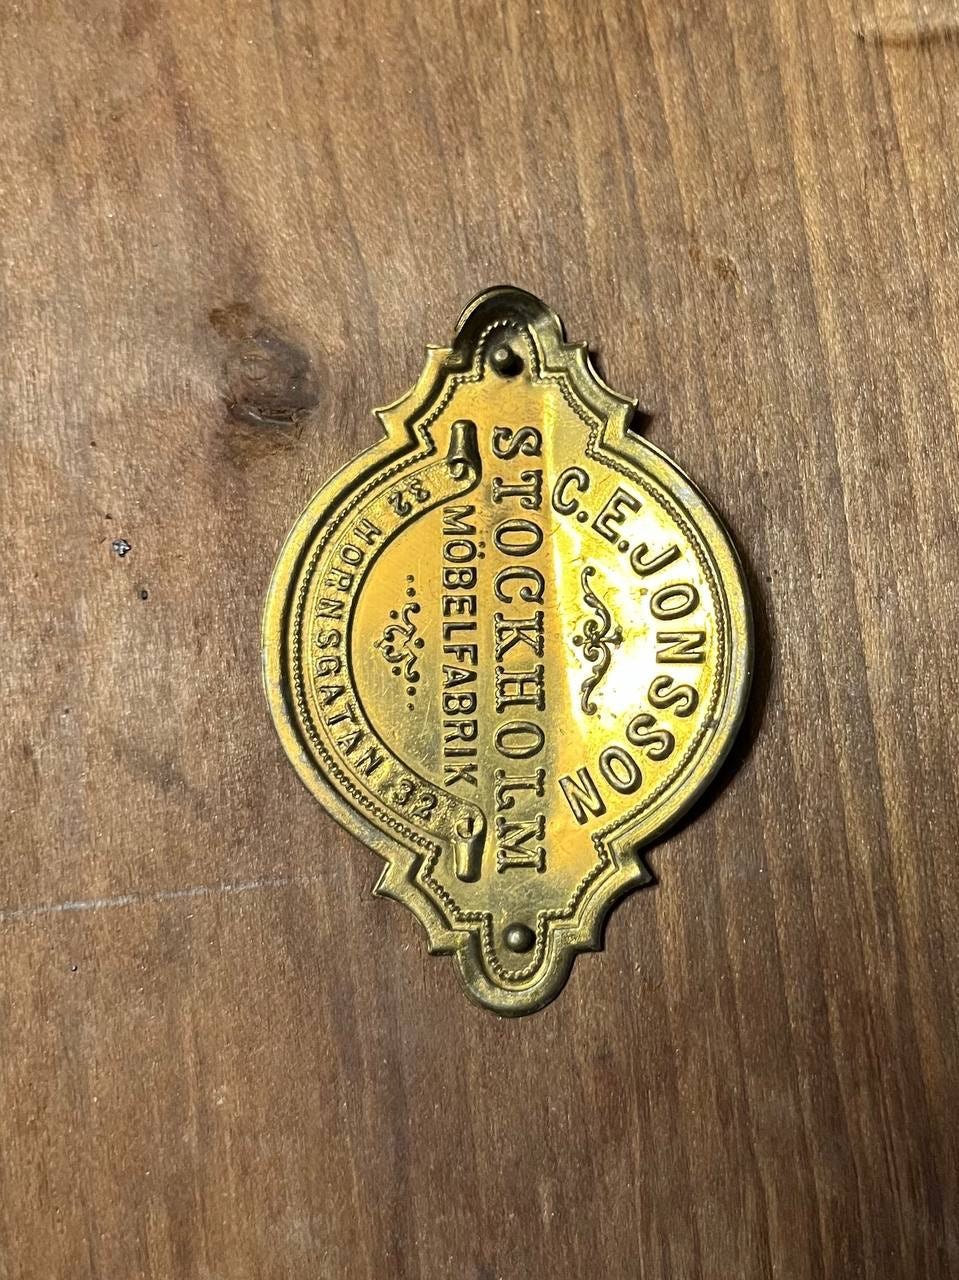 C. E. JONSSON
STOCKHOLM
MÖBELFABRIK
32 HORNSGATAN 32